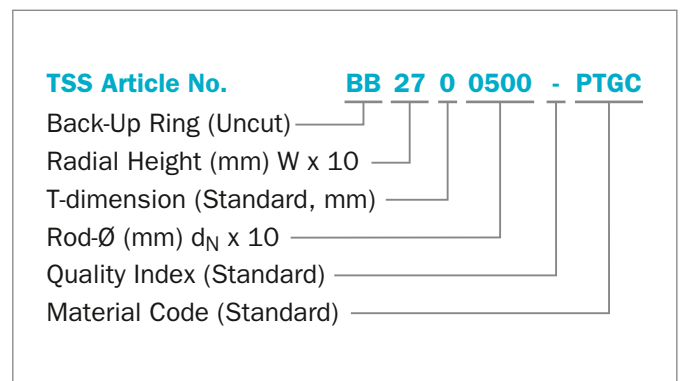 TSS Article No. BB 27 0 0500 - PTGC
Back-Up Ring (Uncut)
Radial Height (mm) W x 10
T-dimension (Standard, mm)
Rod-Ø (mm) dN x 10
Quality Index (Standard)
Material Code (Standard)